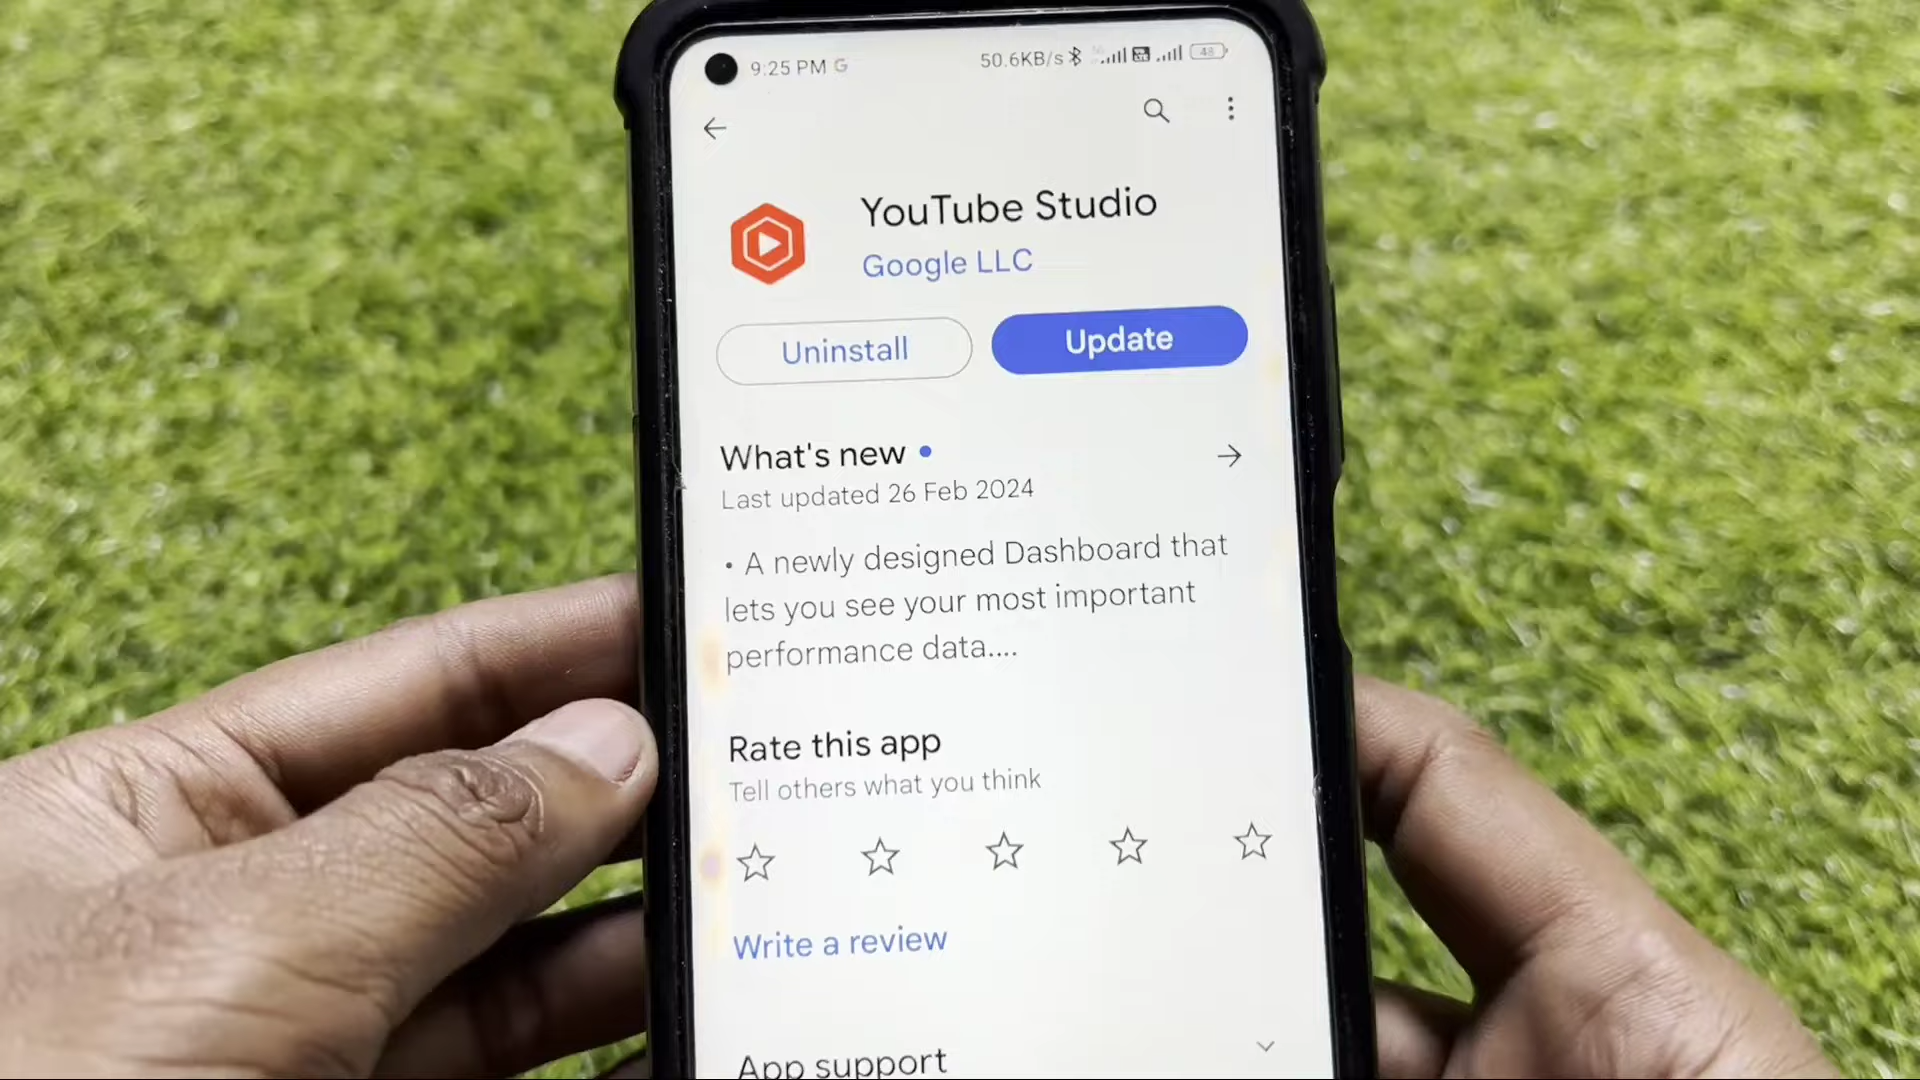 9:25 PM G
50.6KB/s
48
YouTube Studio
Google LLC
Uninstall
Update
What's new
Last updated 26 Feb 2024
• A newly designed Dashboard that
lets you see your most important
performance data....
Rate this app
Tell others what you think
Write a review
App support